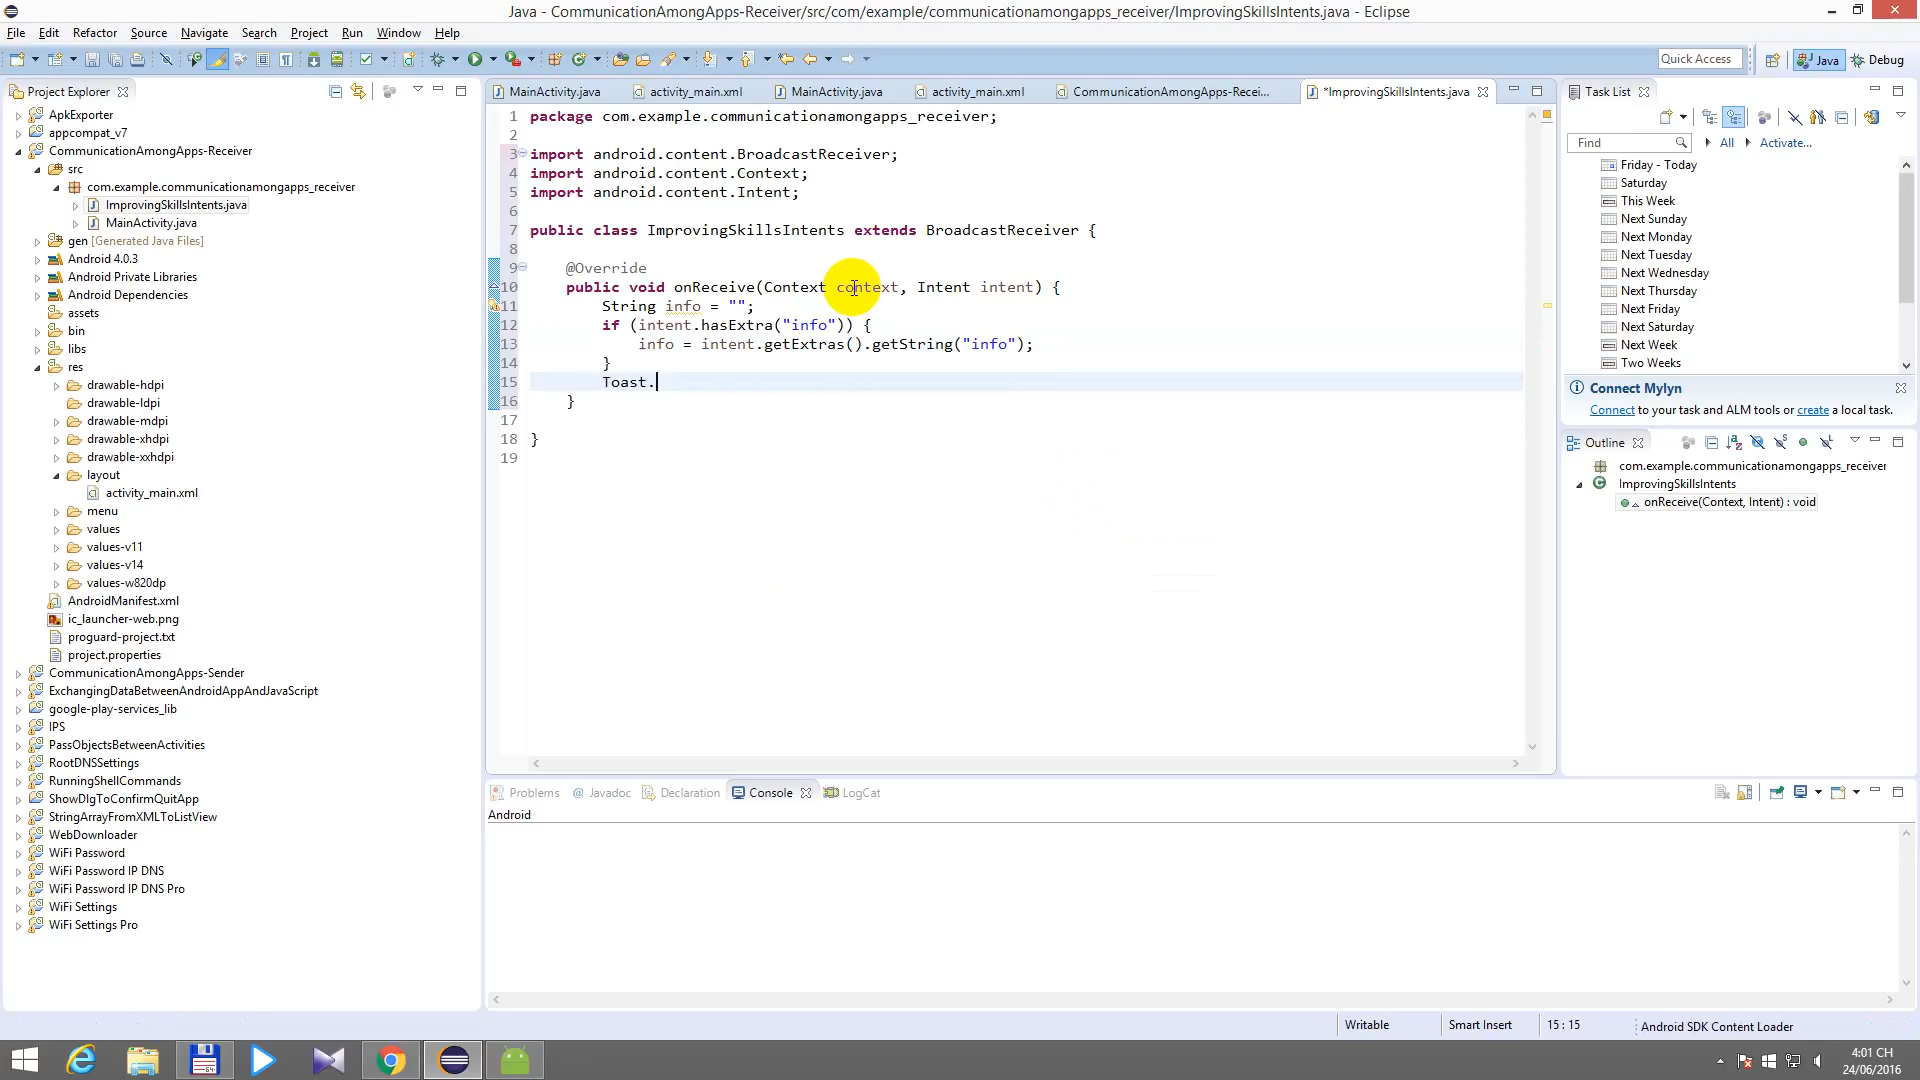 Java - CommunicationAmongApps-Receiver/src/com/example/communicationamongapps_receiver/ImprovingSkillsIntents.java - Eclipse
File Edit Refactor Source Navigate Search Project Run Window Help
Quick Access
Java
Debug
Project Explorer
ApkExporter
appcompat_v7
CommunicationAmongApps-Receiver
src
com.example.communicationamongapps_receiver
ImprovingSkillsIntents.java
MainActivity.java
gen [Generated Java Files]
Android 4.0.3
Android Private Libraries
Android Dependencies
assets
bin
libs
res
drawable-hdpi
drawable-ldpi
drawable-mdpi
drawable-xhdpi
drawable-xxhdpi
layout
activity_main.xml
menu
values
values-v11
values-v14
values-w820dp
AndroidManifest.xml
ic_launcher-web.png
proguard-project.txt
project.properties
CommunicationAmongApps-Sender
ExchangingDataBetweenAndroidAppAndJavaScript
google-play-services_lib
IPS
PassObjectsBetweenActivities
RootDNSSettings
RunningShellCommands
ShowDlgToConfirmQuitApp
StringArrayFromXMLToListView
WebDownloader
WiFi Password
WiFi Password IP DNS
WiFi Password IP DNS Pro
WiFi Settings
WiFi Settings Pro
MainActivity.java activity_main.xml MainActivity.java activity_main.xml CommunicationAmongApps-Recei... *ImprovingSkillsIntents.java
1 package com.example.communicationamongapps_receiver;
2
3 import android.content.BroadcastReceiver;
4 import android.content.Context;
5 import android.content.Intent;
6
7 public class ImprovingSkillsIntents extends BroadcastReceiver {
8
9 @Override
10 public void onReceive(Context context, Intent intent) {
11 String info = "";
12 if (intent.hasExtra("info")) {
13 info = intent.getExtras().getString("info");
14 }
15 Toast.
16 }
17
18 }
19
Problems @ Javadoc Declaration Console LogCat
Android
Task List
Find All Activate...
Friday - Today
Saturday
This Week
Next Sunday
Next Monday
Next Tuesday
Next Wednesday
Next Thursday
Next Friday
Next Saturday
Next Week
Two Weeks
Connect Mylyn
Connect to your task and ALM tools or create a local task.
Outline
com.example.communicationamongapps_receiver
ImprovingSkillsIntents
onReceive(Context, Intent) : void
Writable Smart Insert 15 : 15 Android SDK Content Loader
64
4:01 CH
24/06/2016